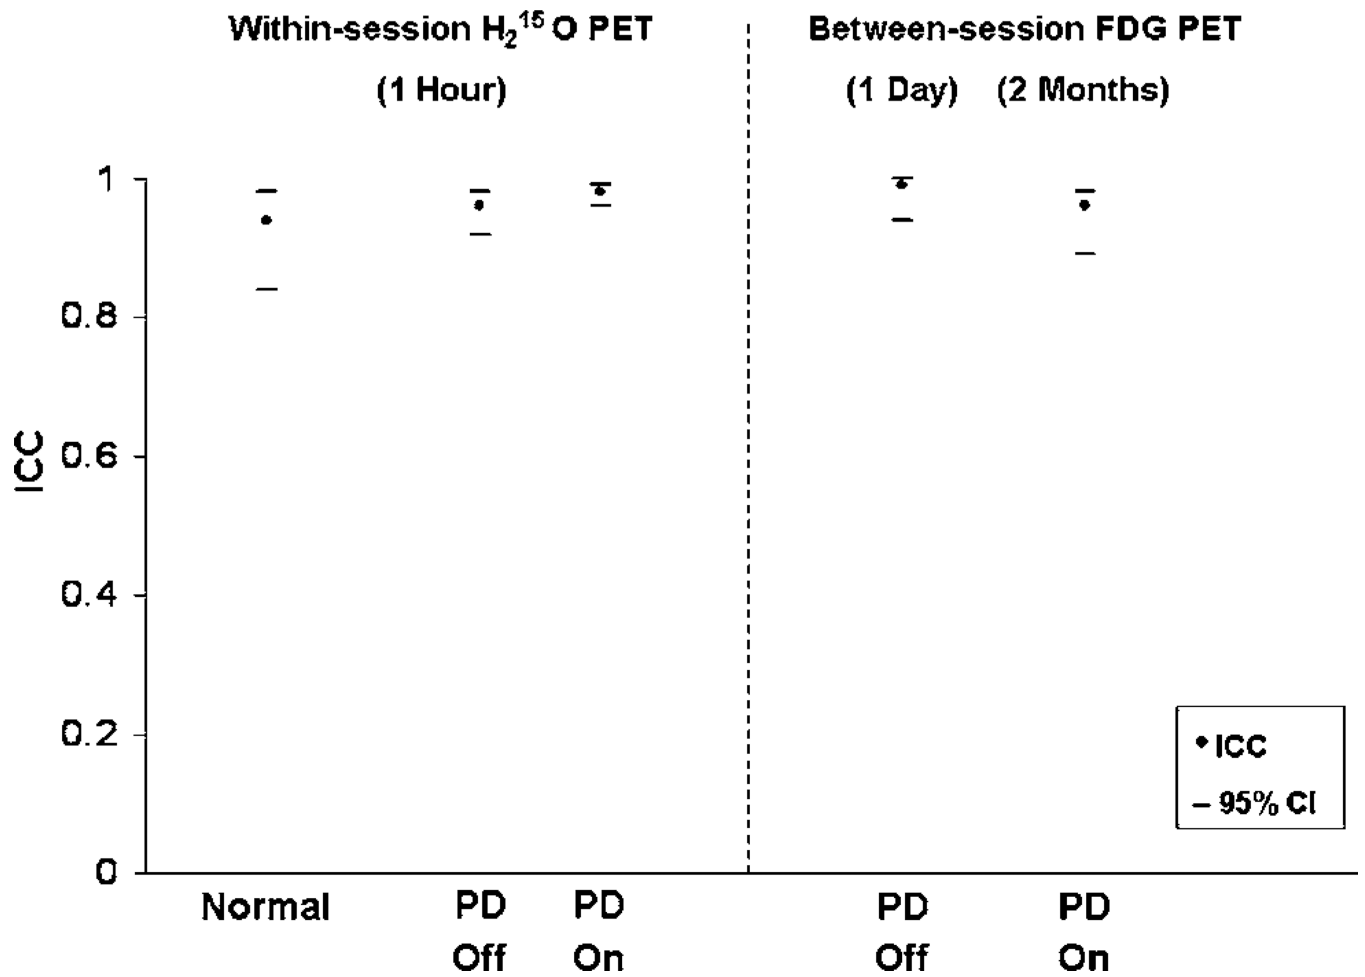 Within-session H₂¹⁵O PET
(1 Hour)
Between-session FDG PET
(1 Day) (2 Months)
1
0.8
0.6
0.4
0.2
0
ICC
ICC
95% CI
Normal
PD Off
PD On
PD Off
PD On